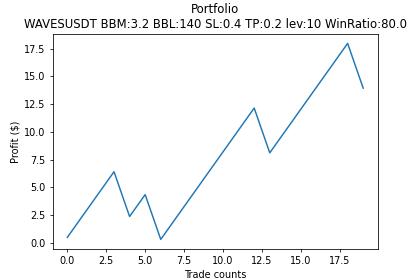 Portfolio
WAVESUSDT BBM:3.2 BBL:140 SL:0.4 TP:0.2 lev:10 WinRatio:80.0
17.5
15.0
12.5
10.0
7.5
5.0
2.5
0.0
Profit ($)
0.0 2.5 5.0 7.5 10.0 12.5 15.0 17.5
Trade counts